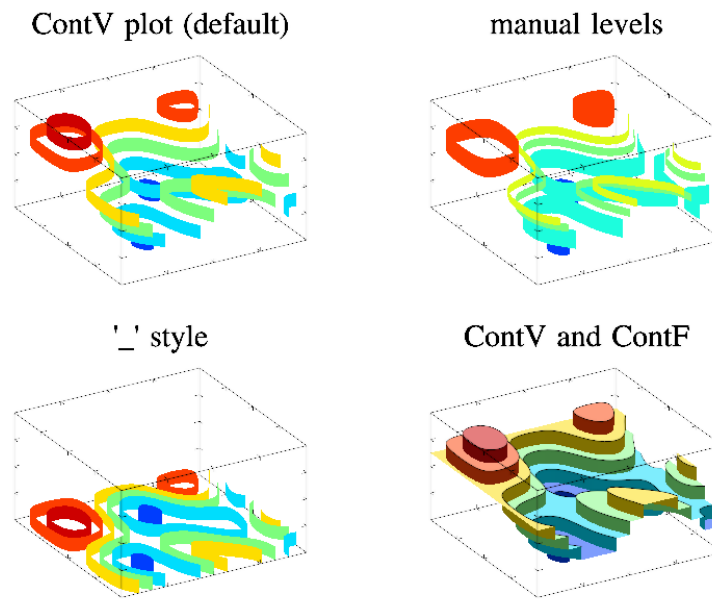 ContV plot (default)
manual levels
'_' style
ContV and ContF